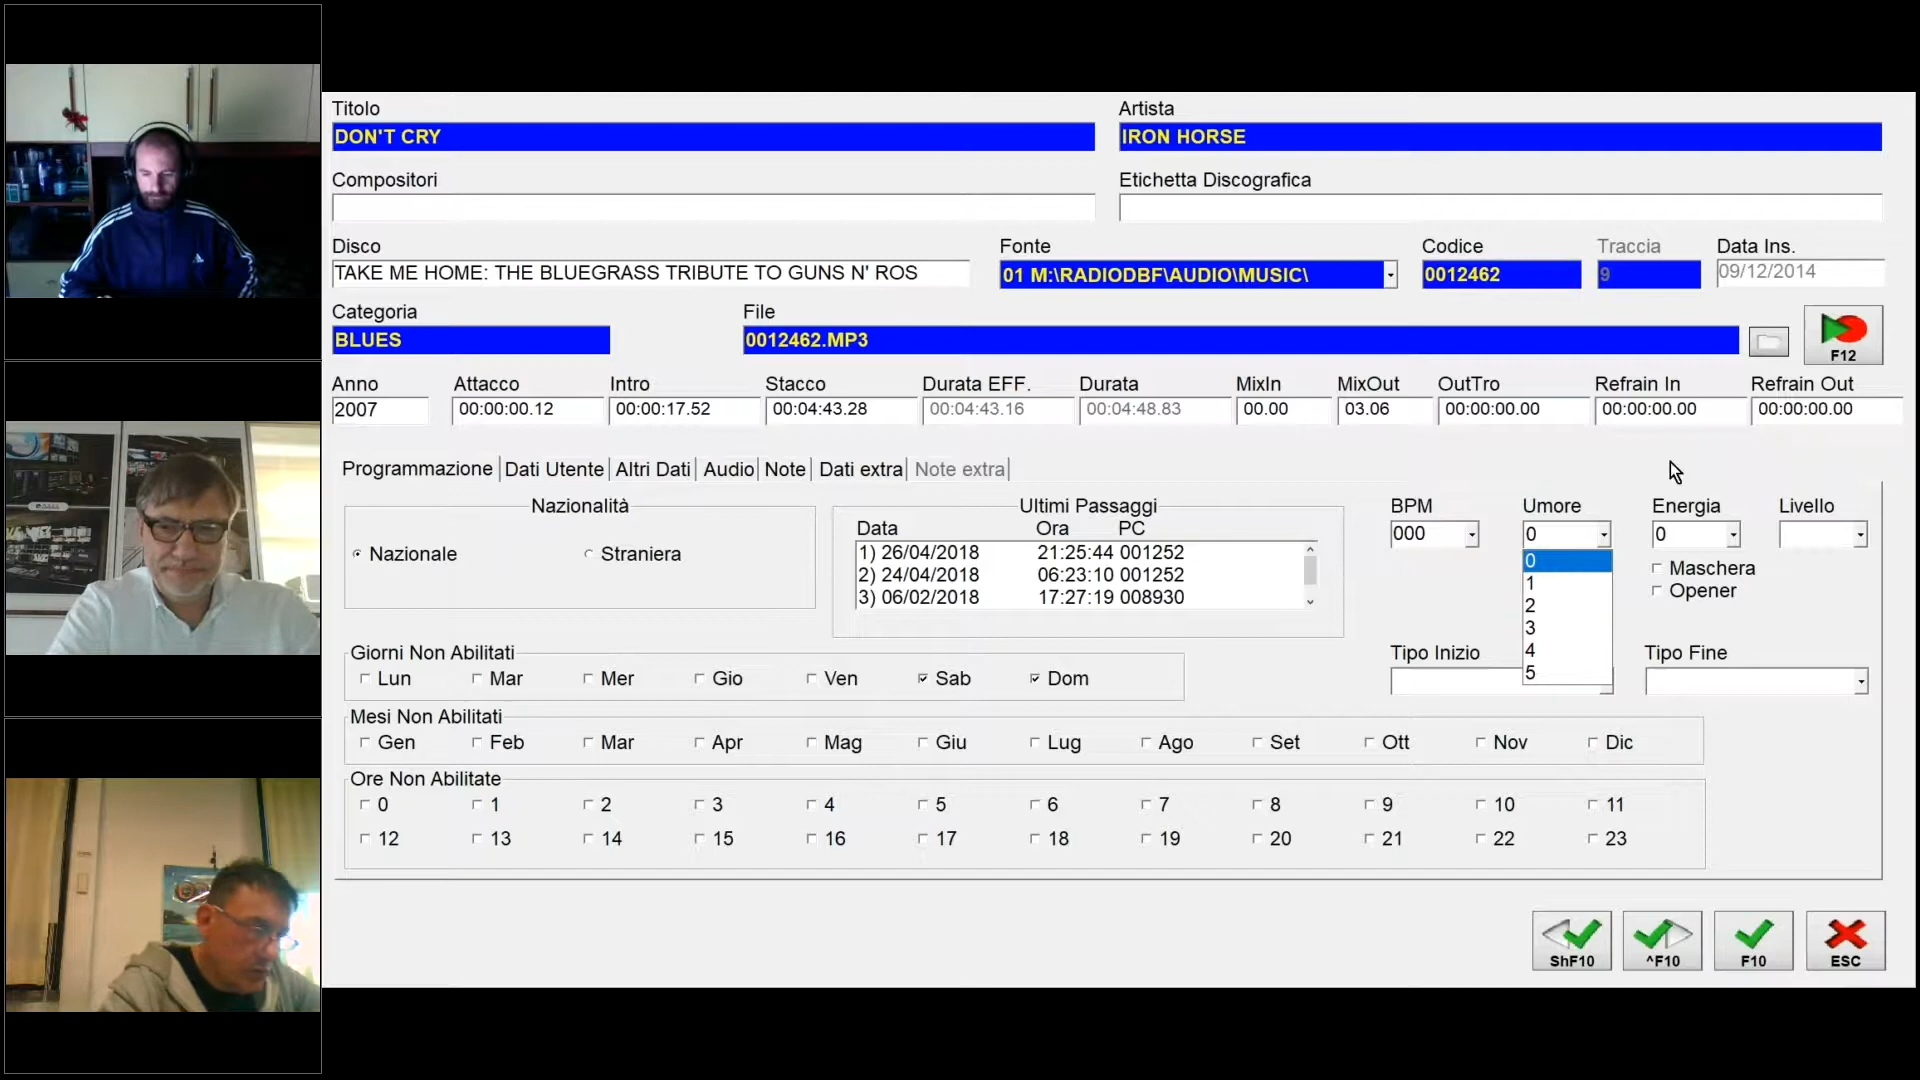 Titolo Artista
DON'T CRY IRON HORSE
Compositori Etichetta Discografica
Disco Fonte Codice Traccia Data Ins.
TAKE ME HOME: THE BLUEGRASS TRIBUTE TO GUNS N' ROS 01 M:\RADIODBF\AUDIO\MUSIC\ 0012462 9 09/12/2014
Categoria File
BLUES 0012462.MP3 F12
Anno Attacco Intro Stacco Durata EFF. Durata MixIn MixOut OutTro Refrain In Refrain Out
2007 00:00:00.12 00:00:17.52 00:04:43.28 00:04:43.16 00:04:48.83 00.00 03.06 00:00:00.00 00:00:00.00 00:00:00.00
Programmazione Dati Utente Altri Dati Audio Note Dati extra Note extra
Nazionalità Ultimi Passaggi BPM Umore Energia Livello
Data Ora PC
000 0 0
Nazionale Straniera
1) 26/04/2018 21:25:44 001252
2) 24/04/2018 06:23:10 001252
3) 06/02/2018 17:27:19 008930
0
1
2
3
4
5
Maschera
Opener
Tipo Inizio Tipo Fine
Giorni Non Abilitati
Lun Mar Mer Gio Ven Sab Dom
Mesi Non Abilitati
Gen Feb Mar Apr Mag Giu Lug Ago Set Ott Nov Dic
Ore Non Abilitate
0 1 2 3 4 5 6 7 8 9 10 11
12 13 14 15 16 17 18 19 20 21 22 23
ShF10 ^F10 F10 ESC